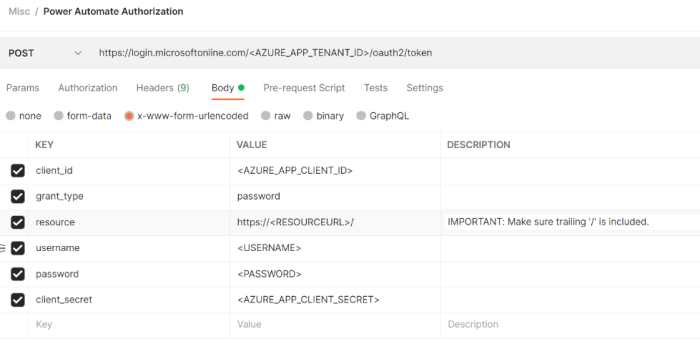 Misc / Power Automate Authorization
POST https://login.microsoftonline.com/<AZURE_APP_TENANT_ID>/oauth2/token
Params Authorization Headers (9) Body Pre-request Script Tests Settings
none form-data x-www-form-urlencoded raw binary GraphQL
KEY VALUE DESCRIPTION
client_id <AZURE_APP_CLIENT_ID>
grant_type password
resource https://<RESOURCEURL>/ IMPORTANT: Make sure trailing '/' is included.
username <USERNAME>
password <PASSWORD>
client_secret <AZURE_APP_CLIENT_SECRET>
Key Value Description